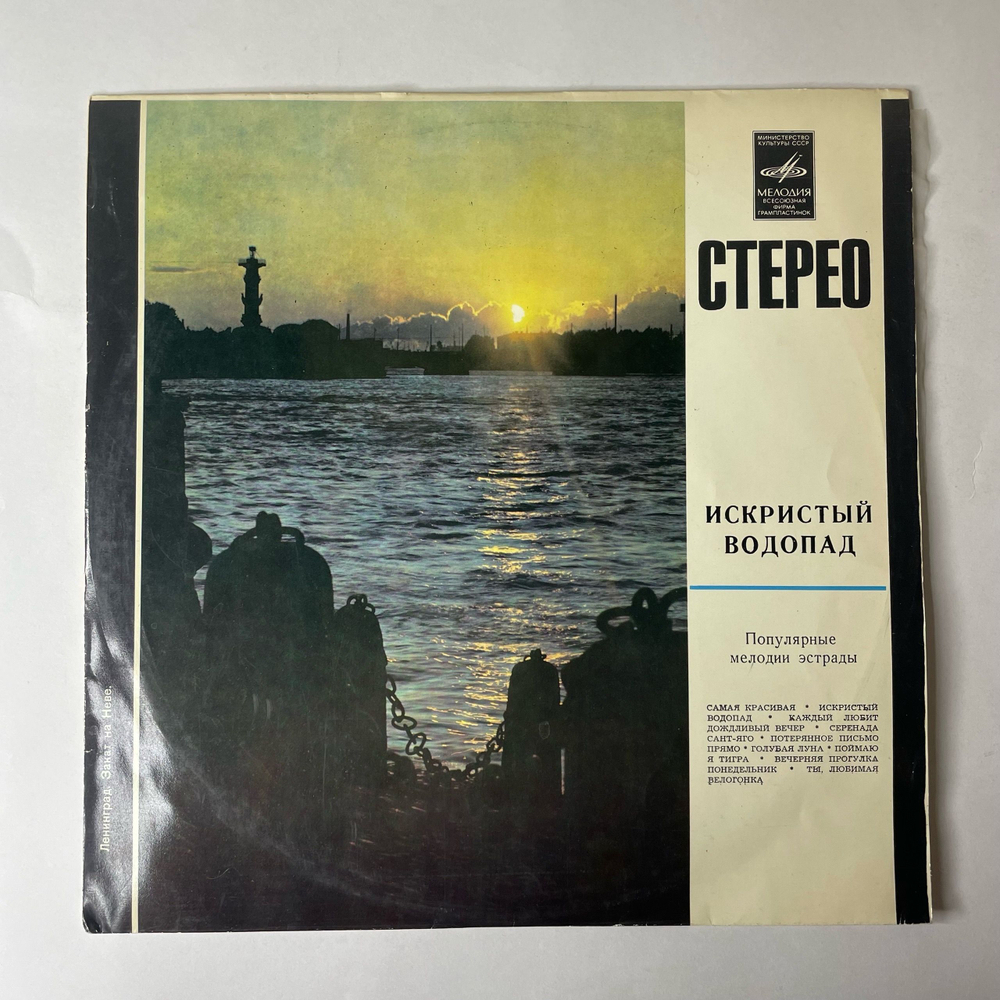 МИНИСТЕРСТВО
КУЛЬТУРЫ СССР
МЕЛОДИЯ
ВСЕСОЮЗНАЯ
ФИРМА
ГРАМПЛАСТИНОК
СТЕРЕО
ИСКРИСТЫЙ
ВОДОПАД
Популярные
мелодии эстрады
САМАЯ КРАСИВАЯ • ИСКРИСТЫЙ
ВОДОПАД • КАЖДЫЙ ЛЮБИТ
ДОЖДЛИВЫЙ ВЕЧЕР • СЕРЕНАДА
САНТ-ЯГО • ПОТЕРЯННОЕ ПИСЬМО
ПРЯМО • ГОЛУБАЯ ЛУНА • ПОЙМАЮ
Я ТИГРА • ВЕЧЕРНЯЯ ПРОГУЛКА
ПОНЕДЕЛЬНИК • ТЫ, ЛЮБИМАЯ
ВЕЛОГОНКА
Ленинград. Закат на Неве.